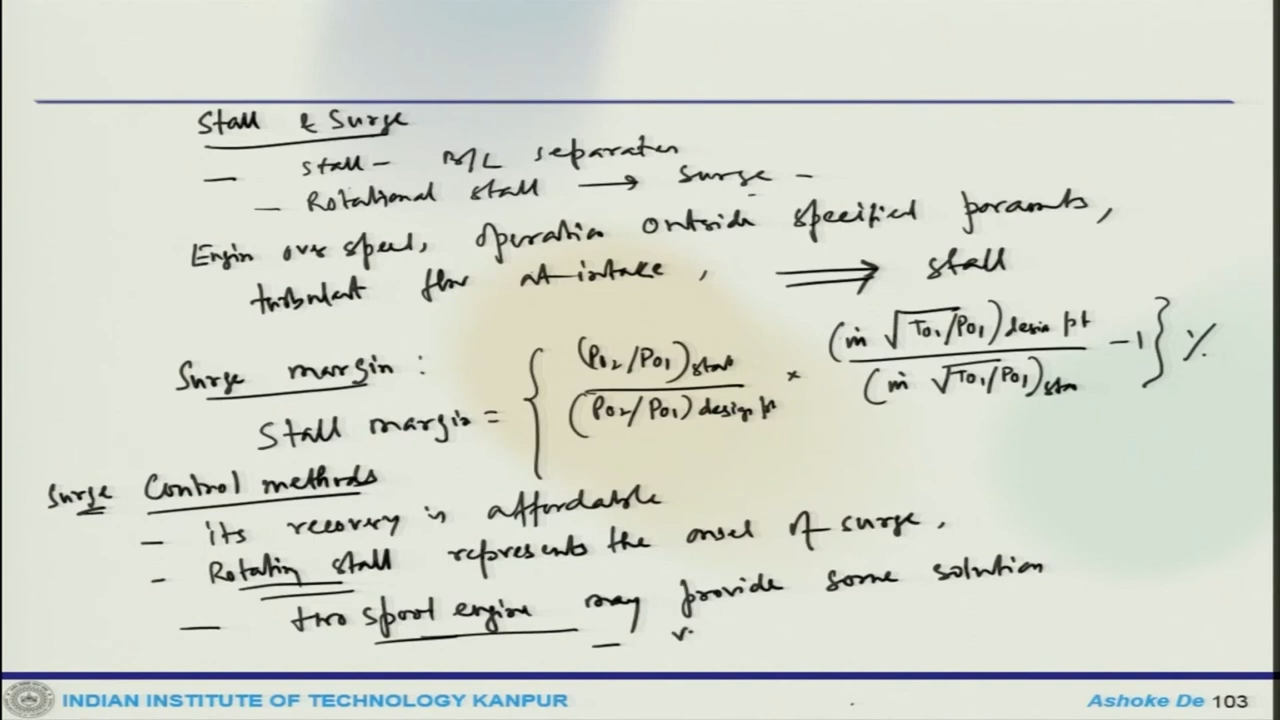 Stall & Surge
— Stall – B/L separation
– Rotational stall → Surge –
Engin over speed, operation outside specified paramts,
turbulent flow at intake, ⟹ stall
Surge margin :
Stall margin = { (P02/P01)stall / (P02/P01) design pt × (ṁ √T01/P01) design pt / (ṁ √T01/P01)stall – 1 } %
Surge Control methods
– its recovery is affordable
– Rotating stall represents the onset of surge.
— two spool engine may provide some solution
– v.
INDIAN INSTITUTE OF TECHNOLOGY KANPUR
Ashoke De 103